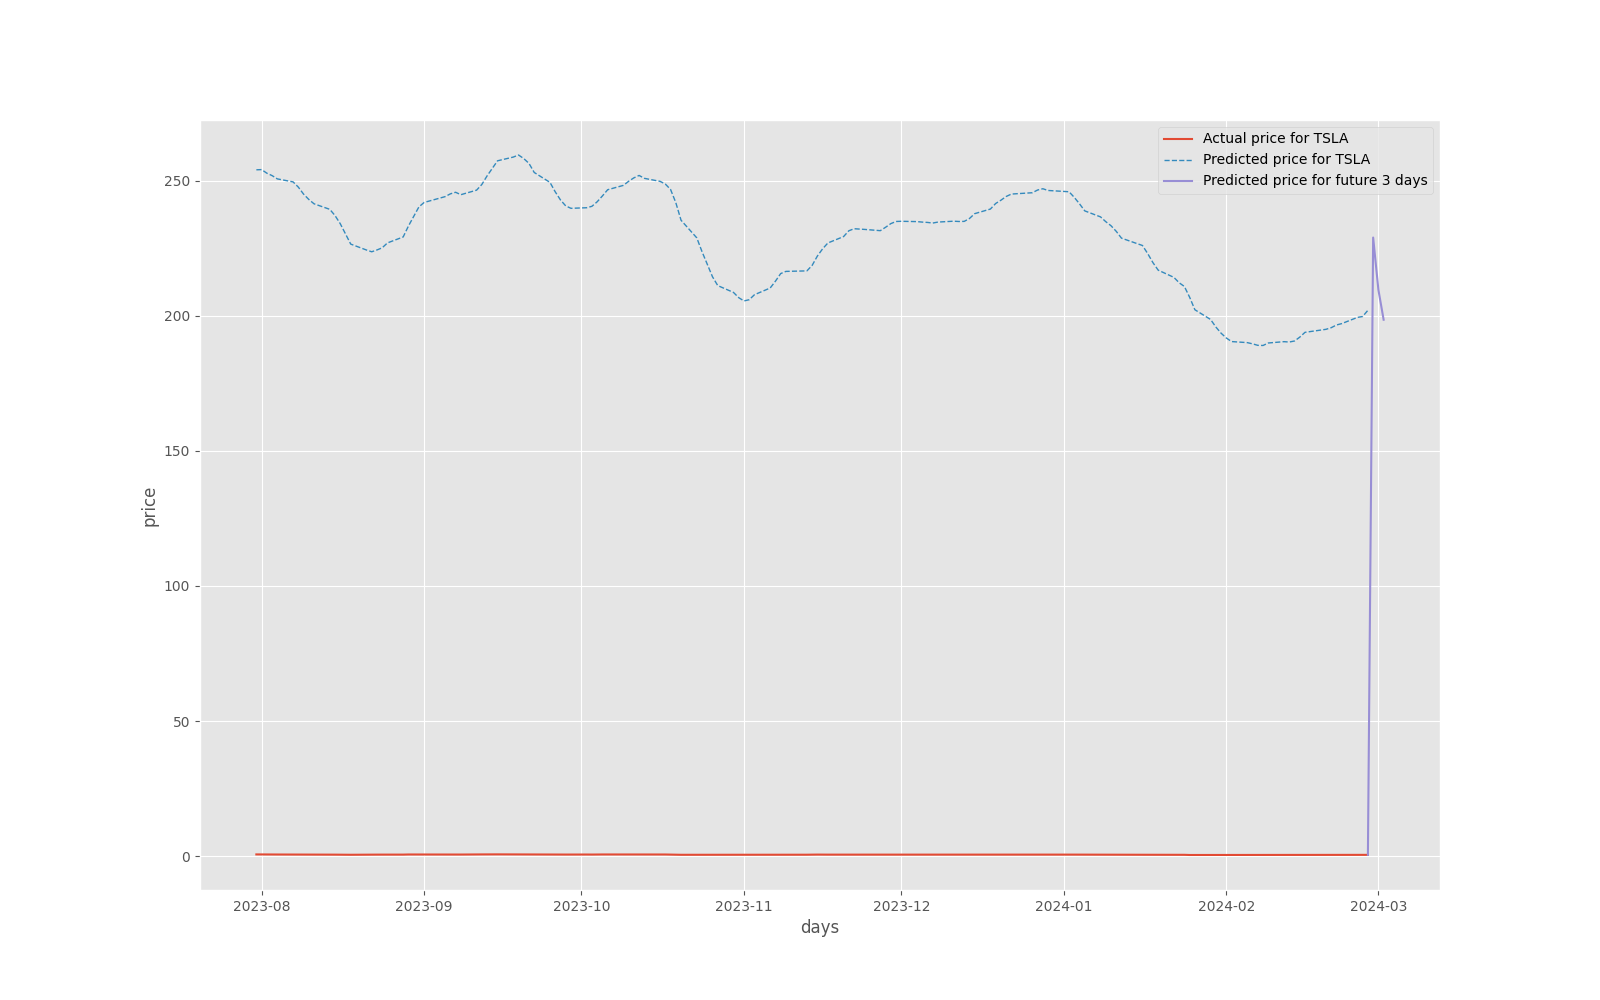 Actual price for TSLA
Predicted price for TSLA
Predicted price for future 3 days
250
200
150
100
50
0
price
2023-08 2023-09 2023-10 2023-11 2023-12 2024-01 2024-02 2024-03
days